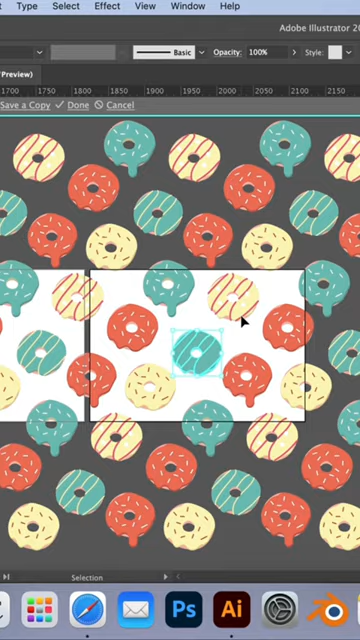 Type Select Effect View Window Help
Adobe Illustrator 20
Basic Opacity: 100% Style:
Preview)
1700 1750 1800 1850 1900 1950 2000 2050 2100 2150
Save a Copy Done Cancel
Selection
Ps Ai